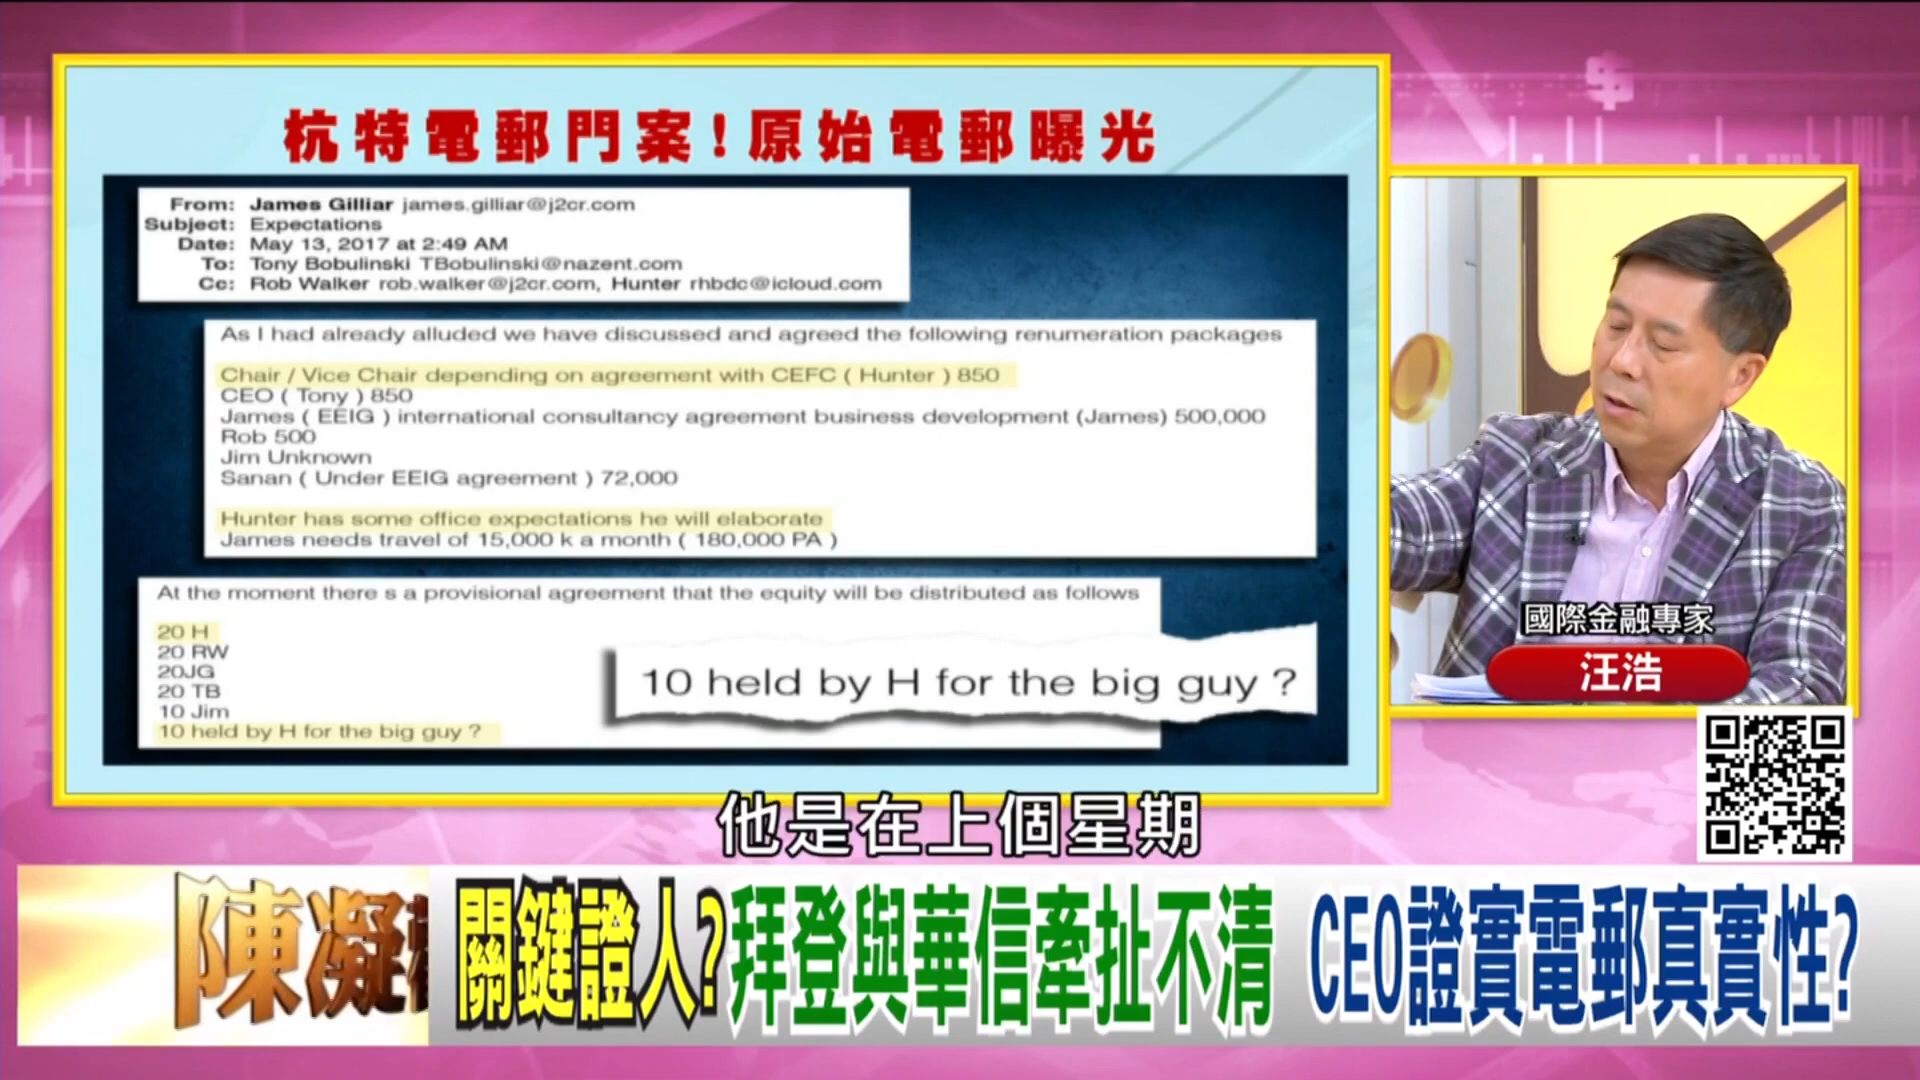 杭特電郵門案!原始電郵曝光
From: James Gilliar james.gilliar@j2cr.com
Subject: Expectations
Date: May 13, 2017 at 2:49 AM
To: Tony Bobulinski TBobulinski@nazent.com
Cc: Rob Walker rob.walker@j2cr.com, Hunter rhbdc@icloud.com
As I had already alluded we have discussed and agreed the following renumeration packages
Chair / Vice Chair depending on agreement with CEFC ( Hunter ) 850
CEO ( Tony ) 850
James ( EEIG ) international consultancy agreement business development (James) 500,000
Rob 500
Jim Unknown
Sanan ( Under EEIG agreement ) 72,000
Hunter has some office expectations he will elaborate
James needs travel of 15,000 k a month ( 180,000 PA )
At the moment there s a provisional agreement that the equity will be distributed as follows
20 H
20 RW
20JG
20 TB
10 Jim
10 held by H for the big guy ?
10 held by H for the big guy ?
國際金融專家
汪浩
他是在上個星期
陳凝
關鍵證人?拜登與華信牽扯不清 CEO證實電郵真實性?